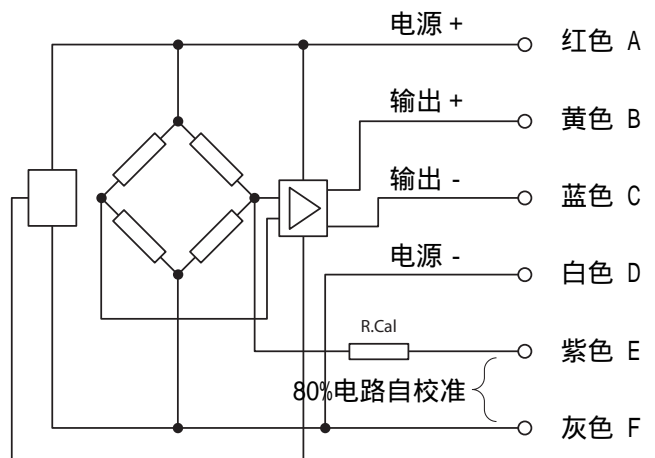 电源 +
红色 A
输出 +
黄色 B
输出 -
蓝色 C
电源 -
白色 D
R.Cal
紫色 E
80%电路自校准
灰色 F